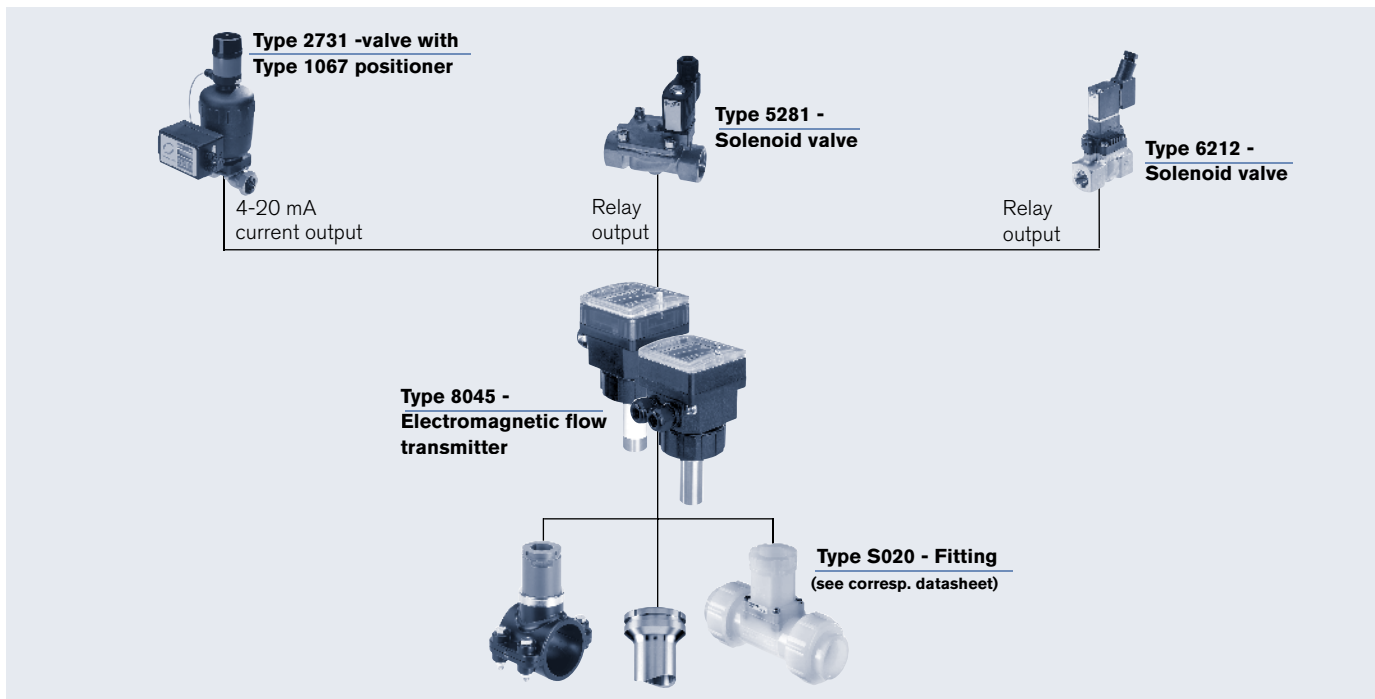 Type 2731 -valve with
Type 1067 positioner
Type 5281 -
Solenoid valve
Type 6212 -
Solenoid valve
4-20 mA
current output
Relay
output
Relay
output
Type 8045 -
Electromagnetic flow
transmitter
Type S020 - Fitting
(see corresp. datasheet)